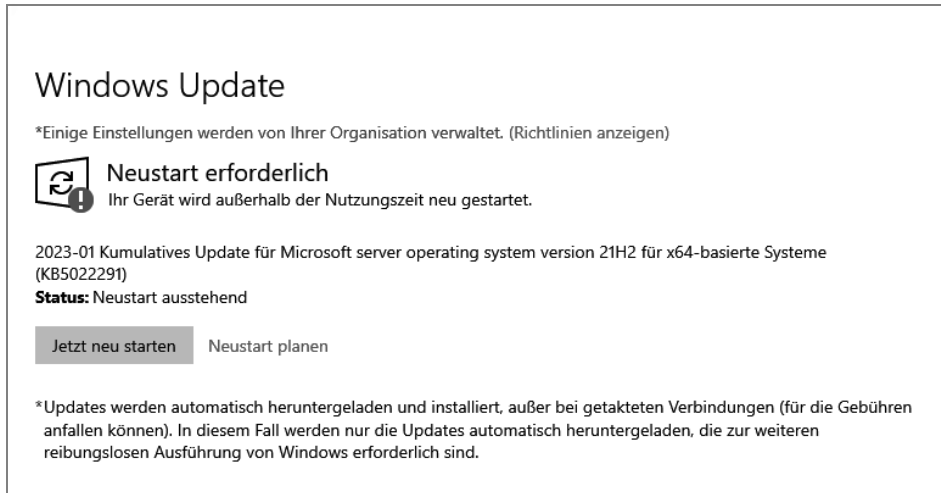 Windows Update
*Einige Einstellungen werden von Ihrer Organisation verwaltet. (Richtlinien anzeigen)
Neustart erforderlich
Ihr Gerät wird außerhalb der Nutzungszeit neu gestartet.
2023-01 Kumulatives Update für Microsoft server operating system version 21H2 für x64-basierte Systeme
(KB5022291)
Status: Neustart ausstehend
Jetzt neu starten Neustart planen
*Updates werden automatisch heruntergeladen und installiert, außer bei getakteten Verbindungen (für die Gebühren
anfallen können). In diesem Fall werden nur die Updates automatisch heruntergeladen, die zur weiteren
reibungslosen Ausführung von Windows erforderlich sind.